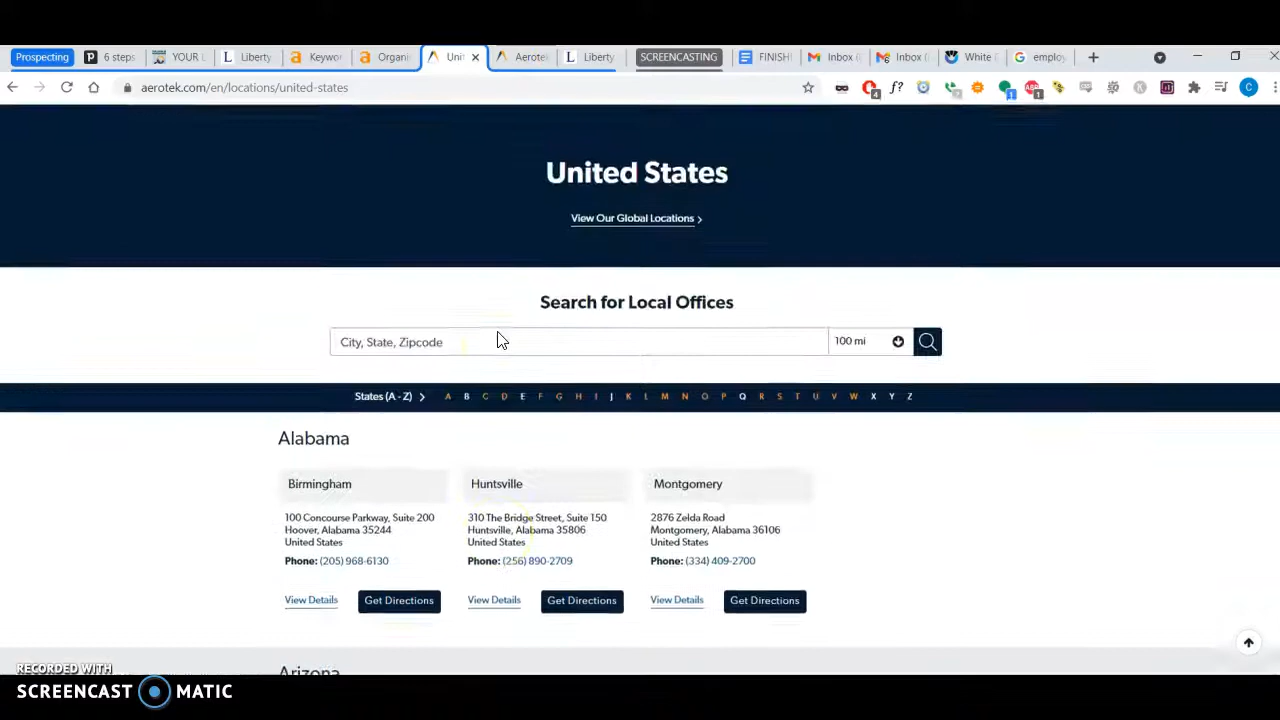 Prospecting 6 steps YOUR L Liberty Keywo Organi Unit Aerotek Liberty SCREENCASTING FINISH Inbox ( Inbox ( White employ
aerotek.com/en/locations/united-states
United States
View Our Global Locations
Search for Local Offices
City, State, Zipcode 100 mi
States (A - Z) A B C D E F G H I J K L M N O P Q R S T U V W X Y Z
Alabama
Birmingham Huntsville Montgomery
100 Concourse Parkway, Suite 200 310 The Bridge Street, Suite 150 2876 Zelda Road
Hoover, Alabama 35244 Huntsville, Alabama 35806 Montgomery, Alabama 36106
United States United States United States
Phone: (205) 968-6130 Phone: (256) 890-2709 Phone: (334) 409-2700
View Details Get Directions View Details Get Directions View Details Get Directions
Arizona
RECORDED WITH
SCREENCAST MATIC